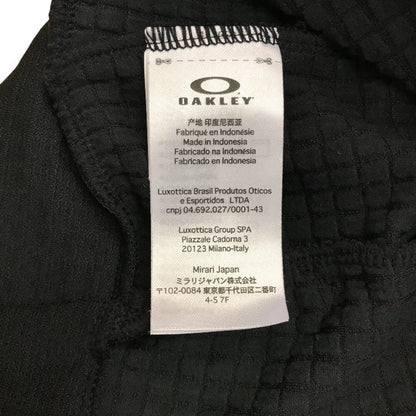 OAKLEY
产地 印度尼西亚
Fabriqué en Indonésie
Made in Indonesia
Fabricado na Indonésia
Fabricado en Indonesia
Luxottica Brasil Produtos Oticos
e Esportidos LTDA
cnpj 04.692.027/0001-43
Luxottica Group SPA
Piazzale Cadorna 3
20123 Milano-Italy
Mirari Japan
ミラリジャパン株式会社
〒102-0084 東京都千代田区二番町
4-5 7F